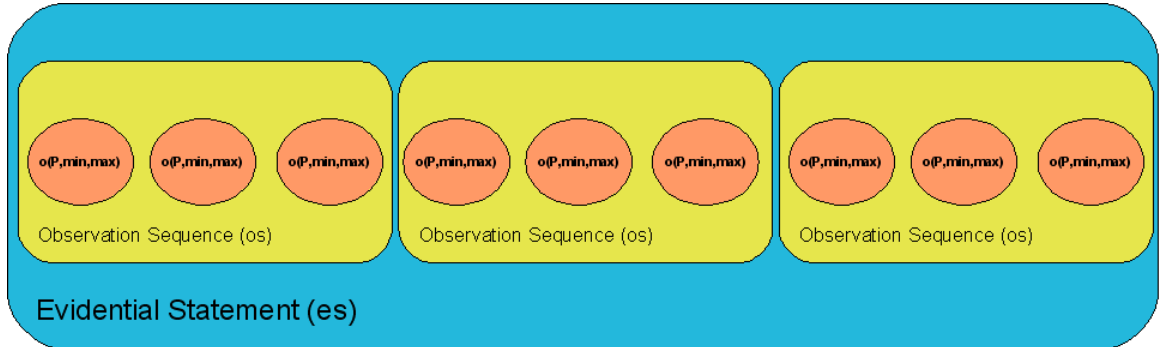 o(P,min,max) o(P,min,max) o(P,min,max) o(P,min,max) o(P,min,max) o(P,min,max) o(P,min,max) o(P,min,max) o(P,min,max)
Observation Sequence (os) Observation Sequence (os) Observation Sequence (os)
Evidential Statement (es)